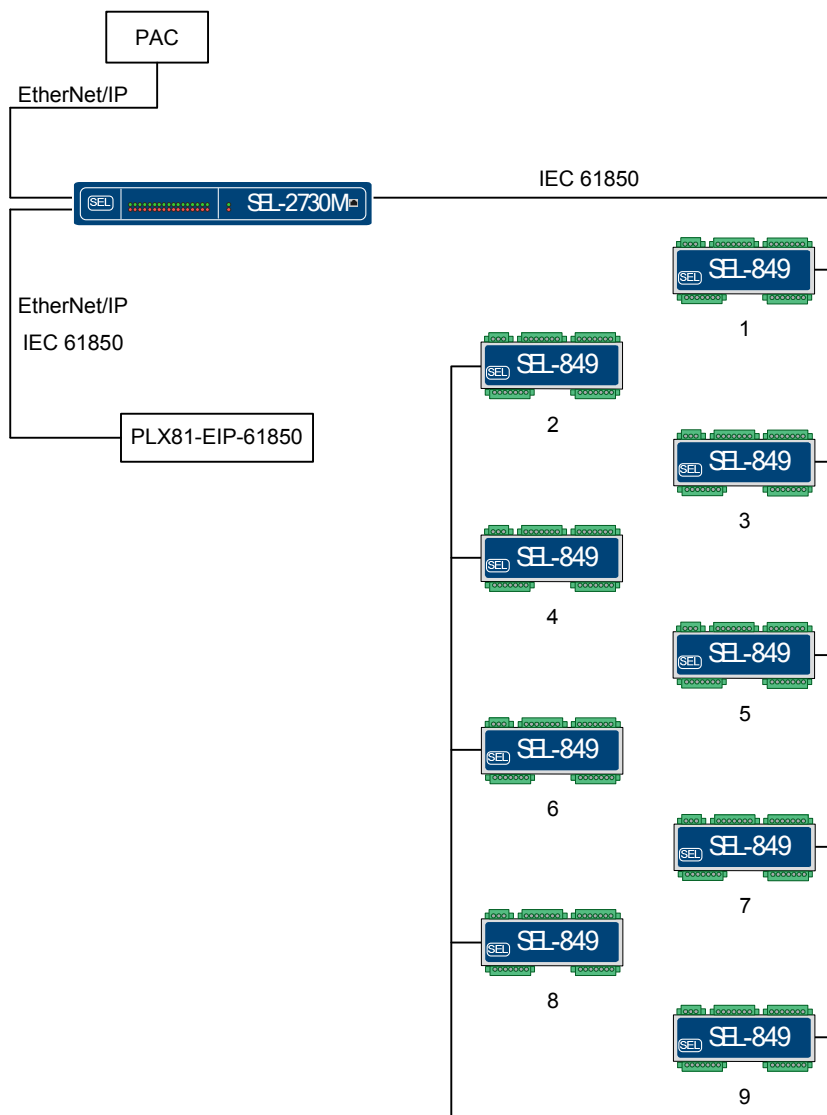 PAC
EtherNet/IP
IEC 61850
SEL SEL-2730M
EtherNet/IP
IEC 61850
PLX81-EIP-61850
SEL SEL-849
1
SEL SEL-849
2
SEL SEL-849
3
SEL SEL-849
4
SEL SEL-849
5
SEL SEL-849
6
SEL SEL-849
7
SEL SEL-849
8
SEL SEL-849
9